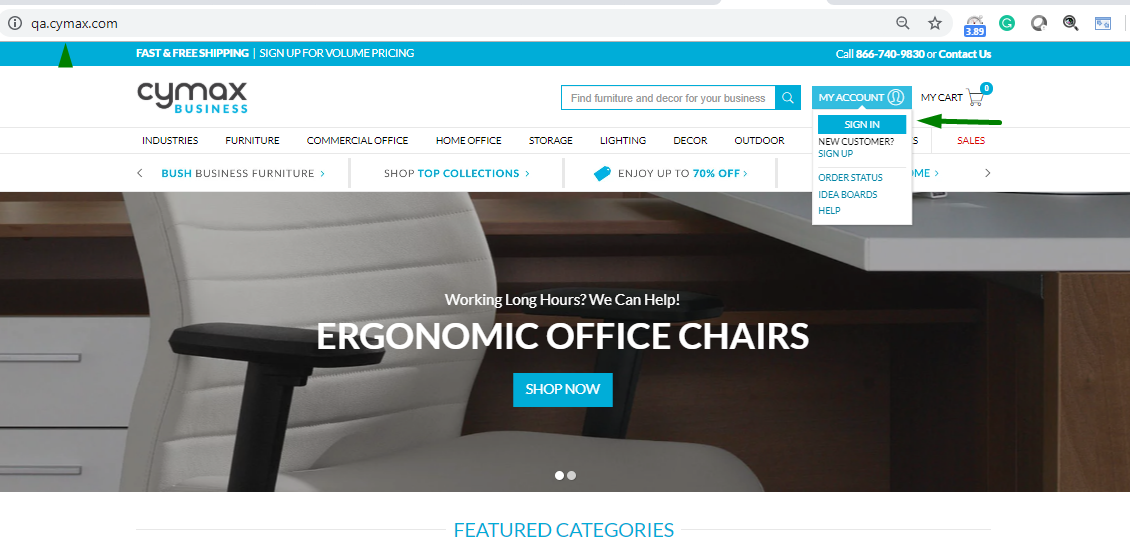 qa.cymax.com
3.89
FAST & FREE SHIPPING | SIGN UP FOR VOLUME PRICING
Call 866-740-9830 or Contact Us
cymax
BUSINESS
Find furniture and decor for your business
MY ACCOUNT
MY CART
0
SIGN IN
NEW CUSTOMER?
SIGN UP
ORDER STATUS
IDEA BOARDS
HELP
INDUSTRIES FURNITURE COMMERCIAL OFFICE HOME OFFICE STORAGE LIGHTING DECOR OUTDOOR S SALES
BUSH BUSINESS FURNITURE > SHOP TOP COLLECTIONS > ENJOY UP TO 70% OFF > OME >
Working Long Hours? We Can Help!
ERGONOMIC OFFICE CHAIRS
SHOP NOW
FEATURED CATEGORIES